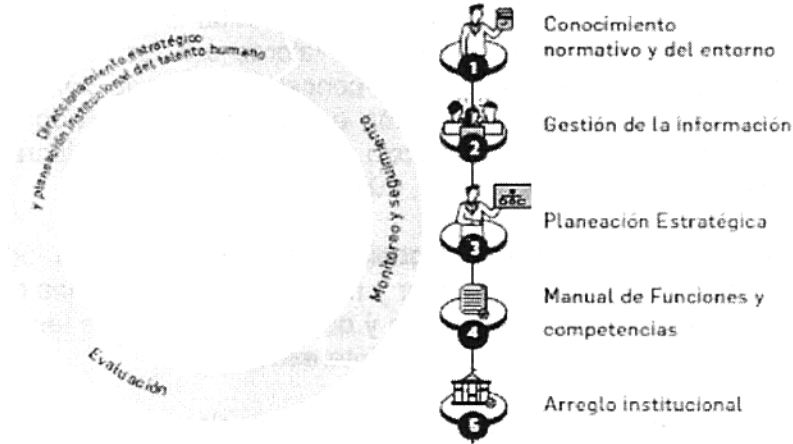 Direccionamiento estratégico
y planeación institucional del talento humano
Monitoreo y seguimiento
Evaluación
1
Conocimiento
normativo y del entorno
2
Gestión de la información
3
Planeación Estratégica
4
Manual de Funciones y
competencias
5
Arreglo institucional